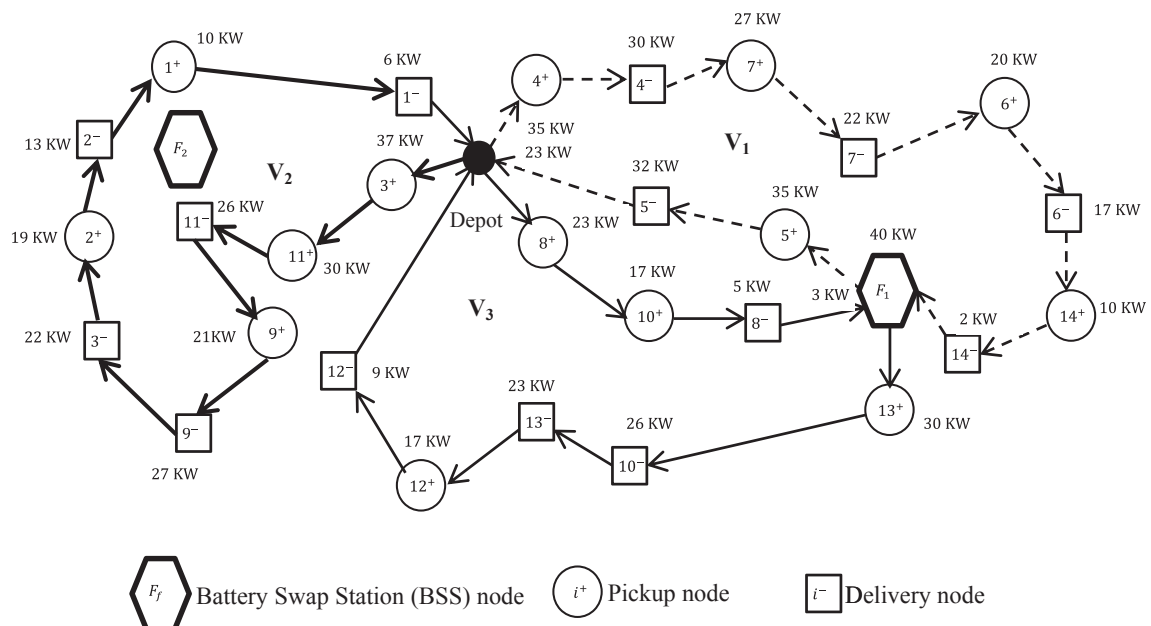 27 KW
10 KW
30 KW
6 KW
20 KW
1⁺
4⁺
4⁻
7⁺
1⁻
6⁺
13 KW
2⁻
37 KW
35 KW
22 KW
F₂
V₂
23 KW
V₁
7⁻
3⁺
32 KW
26 KW
Depot
5⁻
35 KW
6⁻
17 KW
11⁻
23 KW
19 KW
2⁺
8⁺
5⁺
40 KW
11⁺
30 KW
17 KW
5 KW
3 KW
F₁
V₃
22 KW
3⁻
21KW
9⁺
10⁺
8⁻
2 KW
14⁺
10 KW
14⁻
12⁻
9 KW
23 KW
9⁻
17 KW
13⁻
26 KW
13⁺
30 KW
27 KW
12⁺
10⁻
F_f
Battery Swap Station (BSS) node
i⁺
Pickup node
i⁻
Delivery node